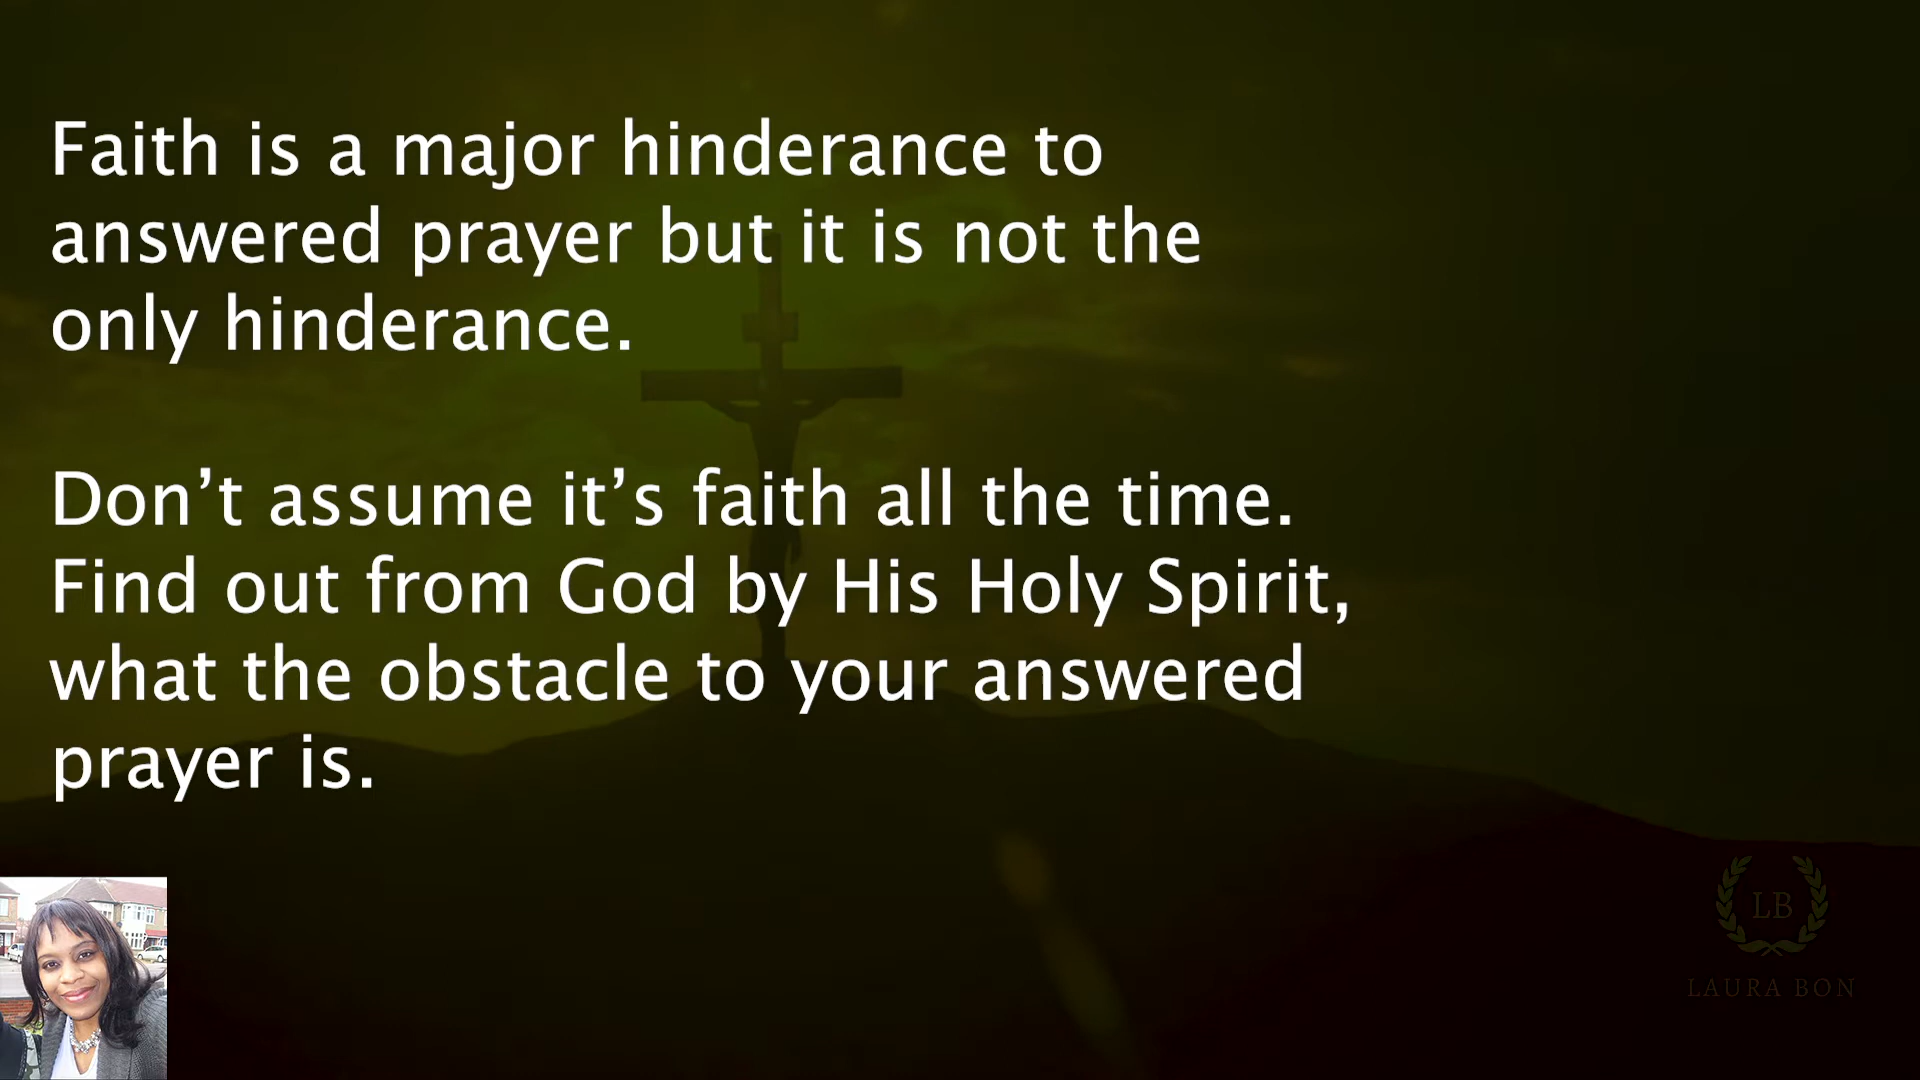 Faith is a major hinderance to
answered prayer but it is not the
only hinderance.
Don’t assume it’s faith all the time.
Find out from God by His Holy Spirit,
what the obstacle to your answered
prayer is.
LB
LAURA BON